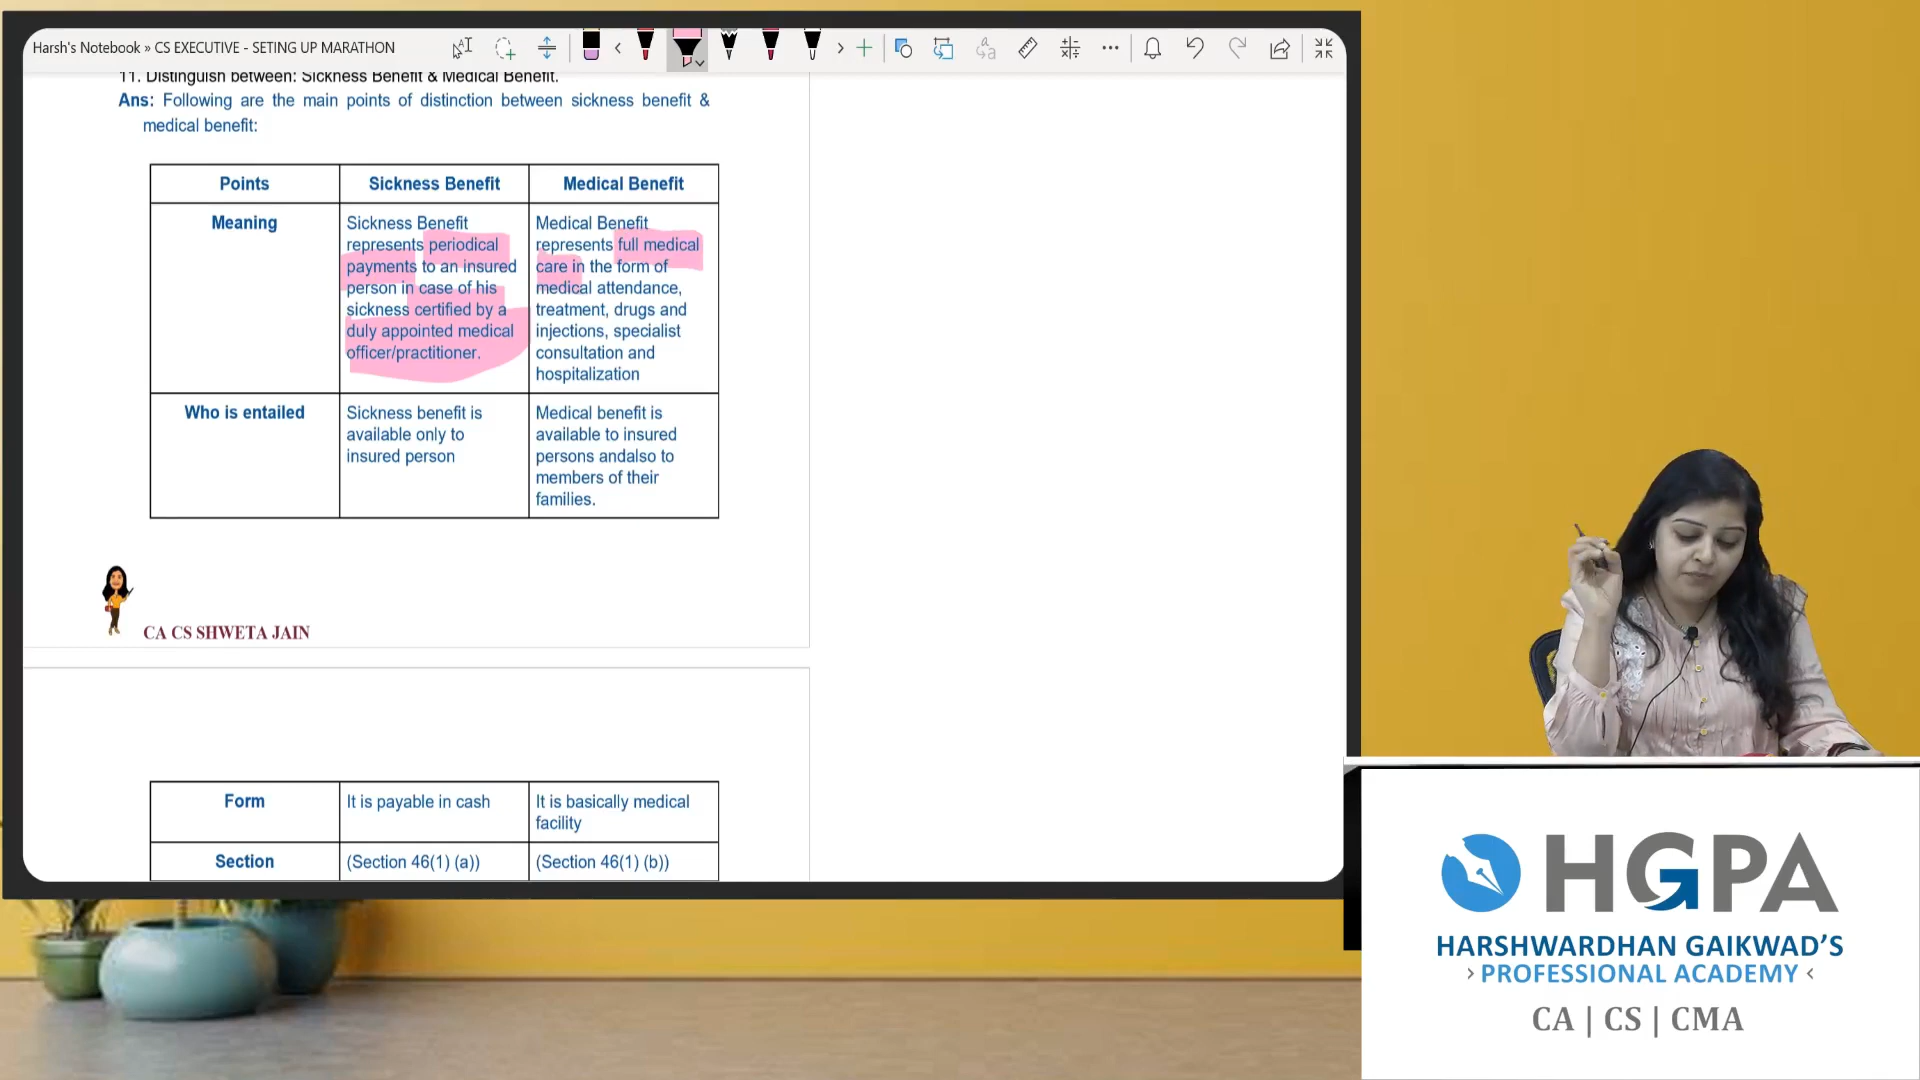 Harsh's Notebook » CS EXECUTIVE - SETING UP MARATHON
11. Distinguish between: Sickness Benefit & Medical Benefit.
Ans: Following are the main points of distinction between sickness benefit &
medical benefit:
Points
Sickness Benefit
Medical Benefit
Meaning
Sickness Benefit
represents periodical
payments to an insured
person in case of his
sickness certified by a
duly appointed medical
officer/practitioner.
Medical Benefit
represents full medical
care in the form of
medical attendance,
treatment, drugs and
injections, specialist
consultation and
hospitalization
Who is entailed
Sickness benefit is
available only to
insured person
Medical benefit is
available to insured
persons andalso to
members of their
families.
CA CS SHWETA JAIN
Form
It is payable in cash
It is basically medical
facility
Section
(Section 46(1) (a))
(Section 46(1) (b))
HGPA
HARSHWARDHAN GAIKWAD'S
› PROFESSIONAL ACADEMY ‹
CA | CS | CMA